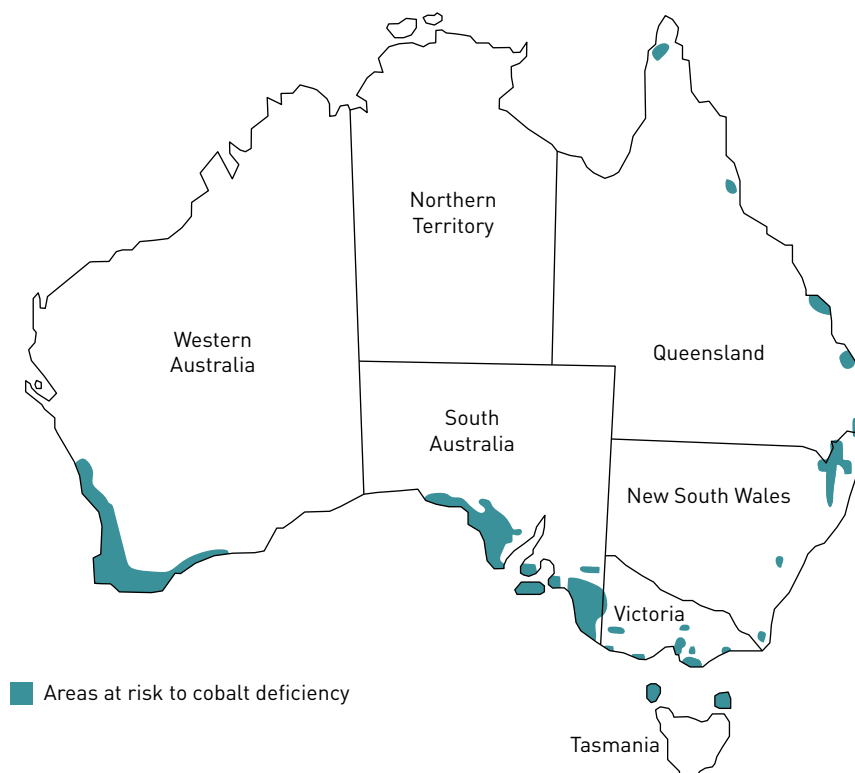 Northern
Territory
Western
Australia
Queensland
South
Australia
New South Wales
Victoria
Areas at risk to cobalt deficiency
Tasmania